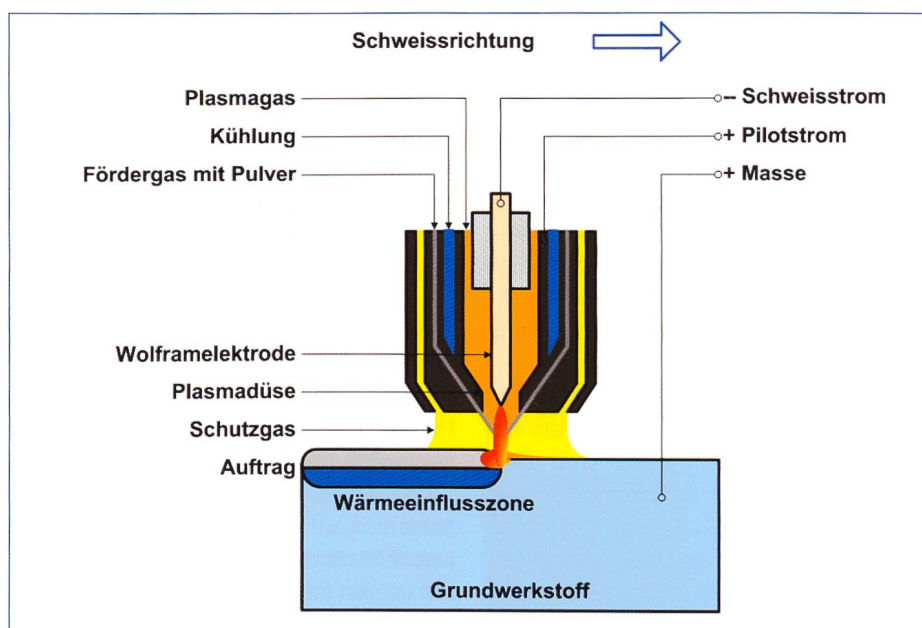 Schweissrichtung
Plasmagas
-- Schweisstrom
Kühlung
+ Pilotstrom
Fördergas mit Pulver
+ Masse
Wolframelektrode
Plasmadüse
Schutzgas
Auftrag
Wärmeeinflusszone
Grundwerkstoff